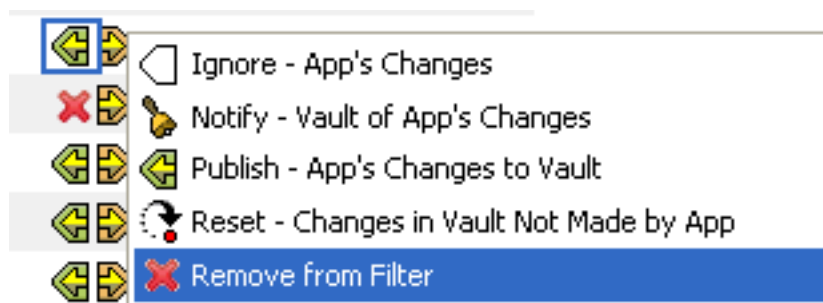 Ignore - App's Changes
Notify - Vault of App's Changes
Publish - App's Changes to Vault
Reset - Changes in Vault Not Made by App
Remove from Filter